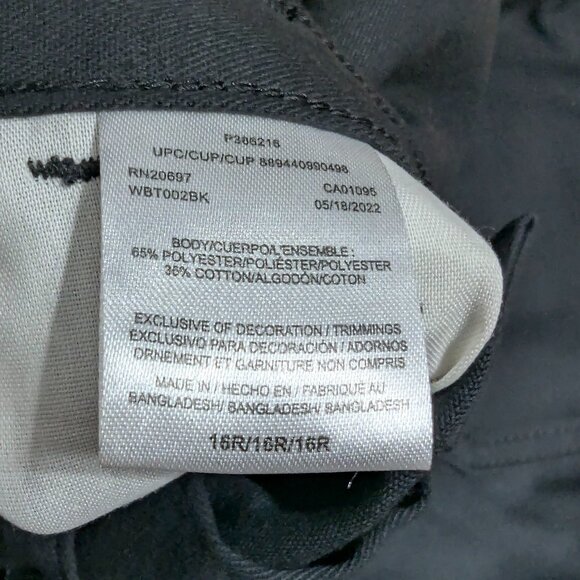 P386216
UPC/CUP/CUP 889440990498
RN20697 CA01095
WBT002BK 05/18/2022
BODY/CUERPO/L'ENSEMBLE :
65% POLYESTER/POLIÉSTER/POLYESTER
35% COTTON/ALGODÓN/COTON
EXCLUSIVE OF DECORATION / TRIMMINGS
EXCLUSIVO PARA DECORACIÓN / ADORNOS
ORNEMENT ET GARNITURE NON COMPRIS
MADE IN / HECHO EN / FABRIQUÉ AU
BANGLADESH/ BANGLADESH/ BANGLADESH
16R/16R/16R